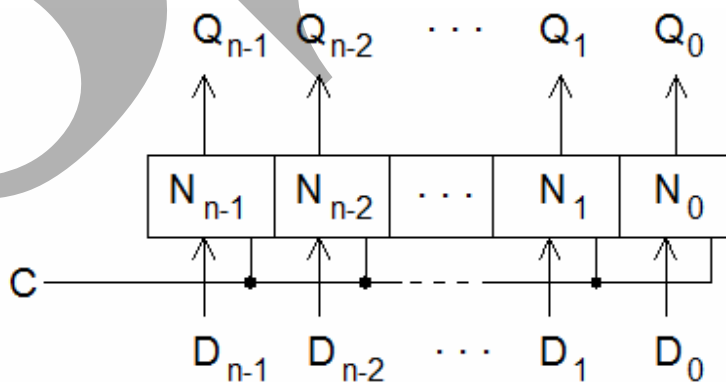 Qn-1 Qn-2 · · · Q1 Q0
Nn-1 Nn-2 · · · N1 N0
C
Dn-1 Dn-2 · · · D1 D0